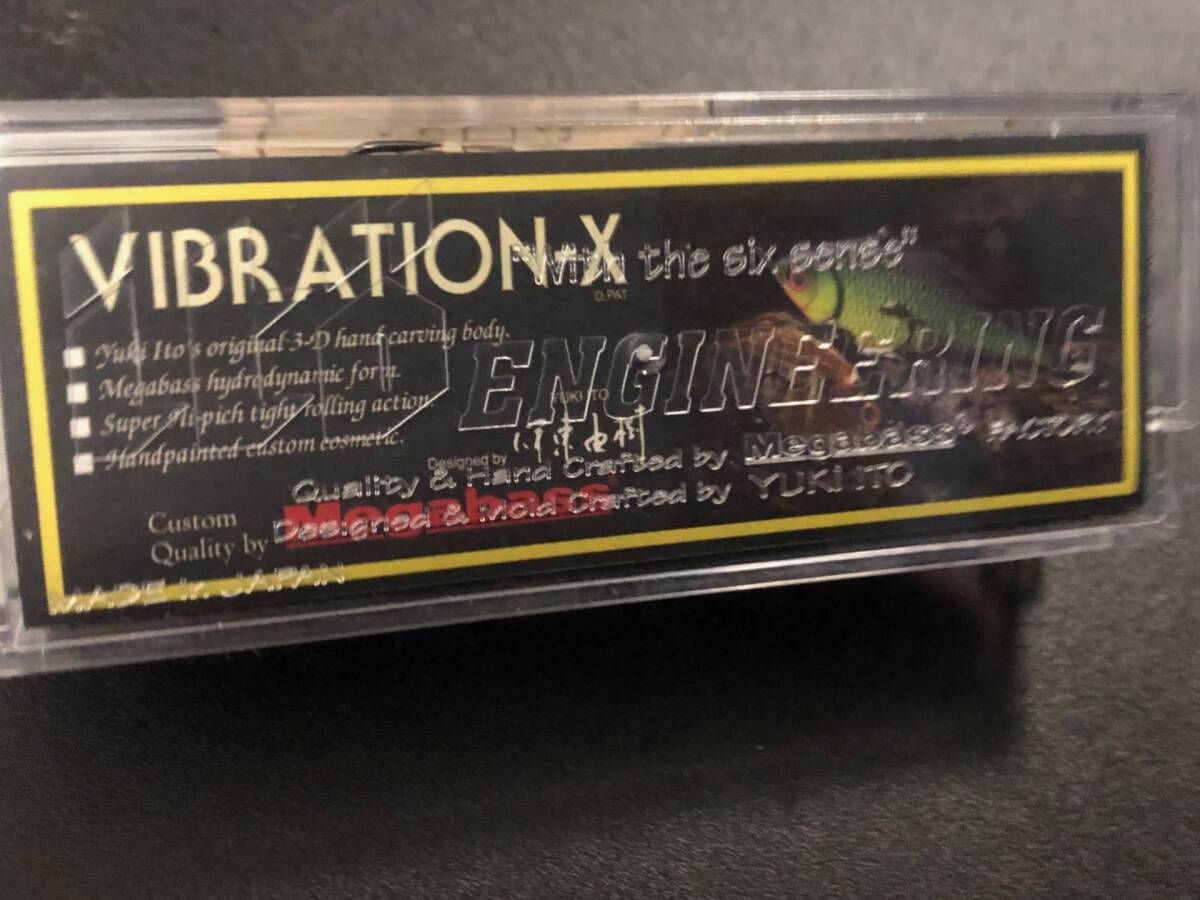 VIBRATION-X
D.PAT
"With the six sense"
Yuki Ito's original 3-D hand carving body.
Megabass hydrodynamic form.
Super Hi-pich tight rolling action.
Handpainted custom cosmetic.
ENGINEERING
YUKI ITO
Designed by
Quality & Hand Crafted by Megabass FACTORY
Designed & Mold Crafted by YUKI ITO
Custom
Quality by Megabass
MADE in JAPAN